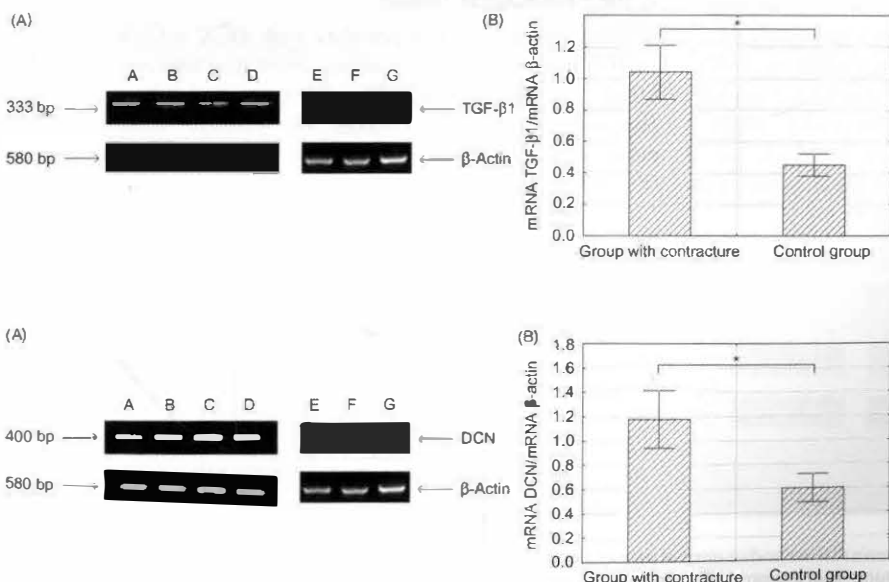 (A)
A B C D E F G
333 bp TGF-β1
580 bp β-Actin
(B)
*
mRNA TGF-β1/mRNA β-actin
1.2
1.0
0.8
0.6
0.4
0.2
0.0
Group with contracture Control group
(A)
A B C D E F G
400 bp DCN
580 bp β-Actin
(B)
*
mRNA DCN/mRNA β-actin
1.8
1.6
1.4
1.2
1.0
0.8
0.6
0.4
0.2
0.0
Group with contracture Control group